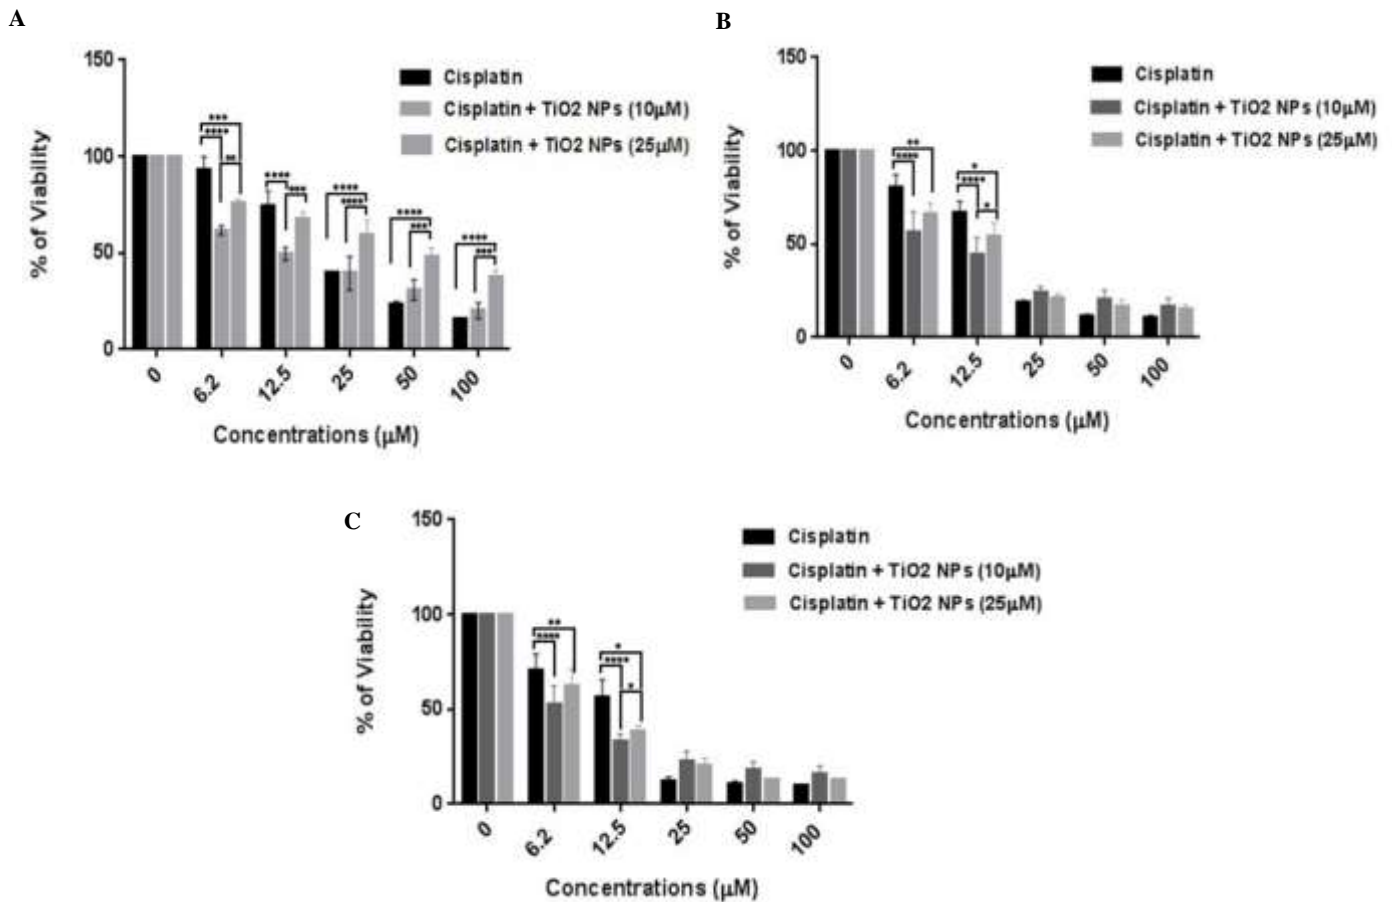 A
150
100
50
0
% of Viability
***
****
**
****
***
****
****
****
***
****
***
Cisplatin
Cisplatin + TiO2 NPs (10μM)
Cisplatin + TiO2 NPs (25μM)
0
6.2
12.5
25
50
100
Concentrations (μM)
B
150
100
50
0
% of Viability
**
****
*
****
*
Cisplatin
Cisplatin + TiO2 NPs (10μM)
Cisplatin + TiO2 NPs (25μM)
0
6.2
12.5
25
50
100
Concentrations (μM)
C
150
100
50
0
% of Viability
**
****
*
****
*
Cisplatin
Cisplatin + TiO2 NPs (10μM)
Cisplatin + TiO2 NPs (25μM)
0
6.2
12.5
25
50
100
Concentrations (μM)